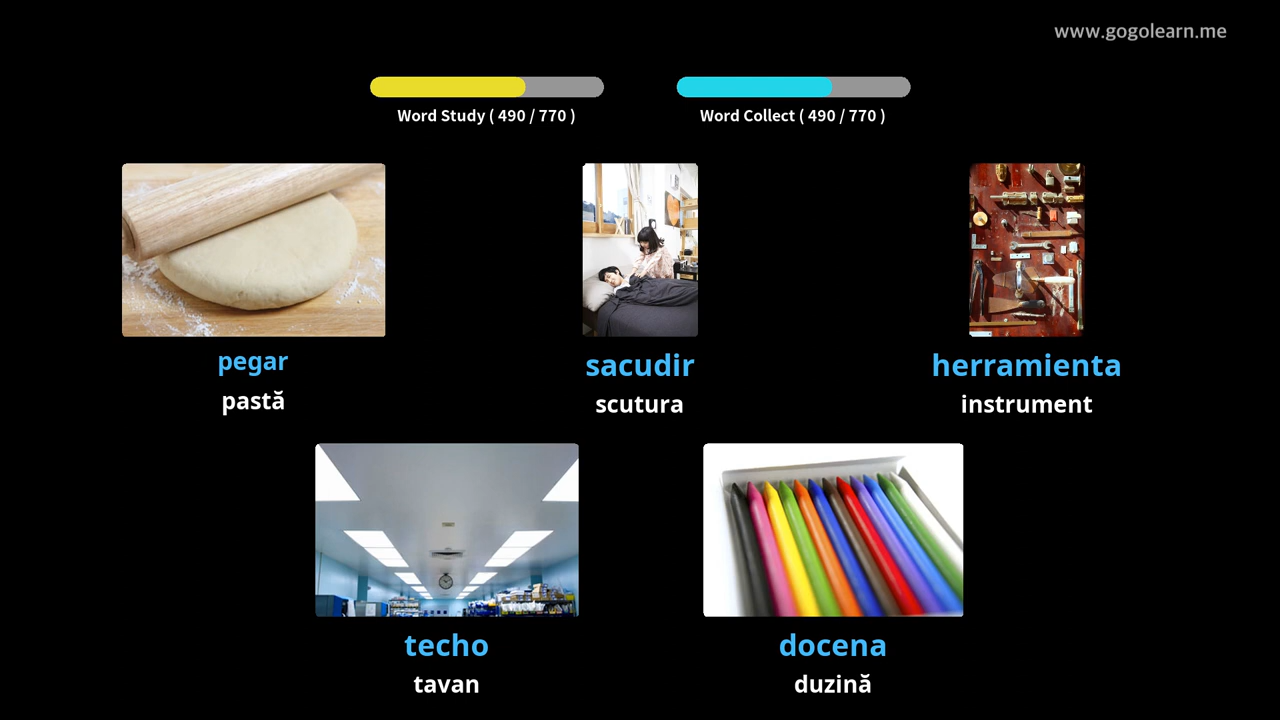 www.gogolearn.me
Word Study ( 490 / 770 )
Word Collect ( 490 / 770 )
pegar
pastă
sacudir
scutura
herramienta
instrument
techo
tavan
docena
duzină